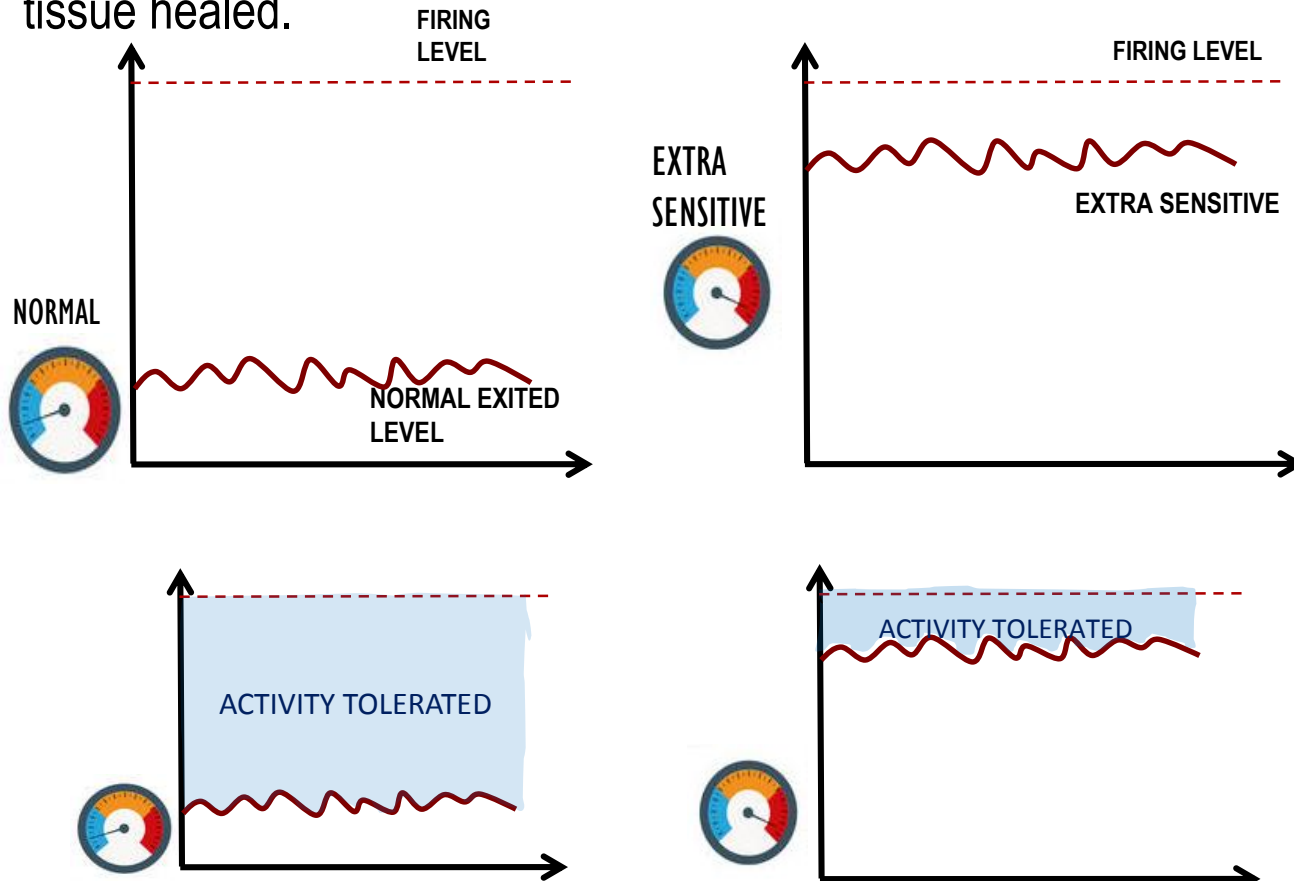 tissue healed.
FIRING
LEVEL
FIRING LEVEL
EXTRA
SENSITIVE
EXTRA SENSITIVE
NORMAL
NORMAL EXITED
LEVEL
ACTIVITY TOLERATED
ACTIVITY TOLERATED